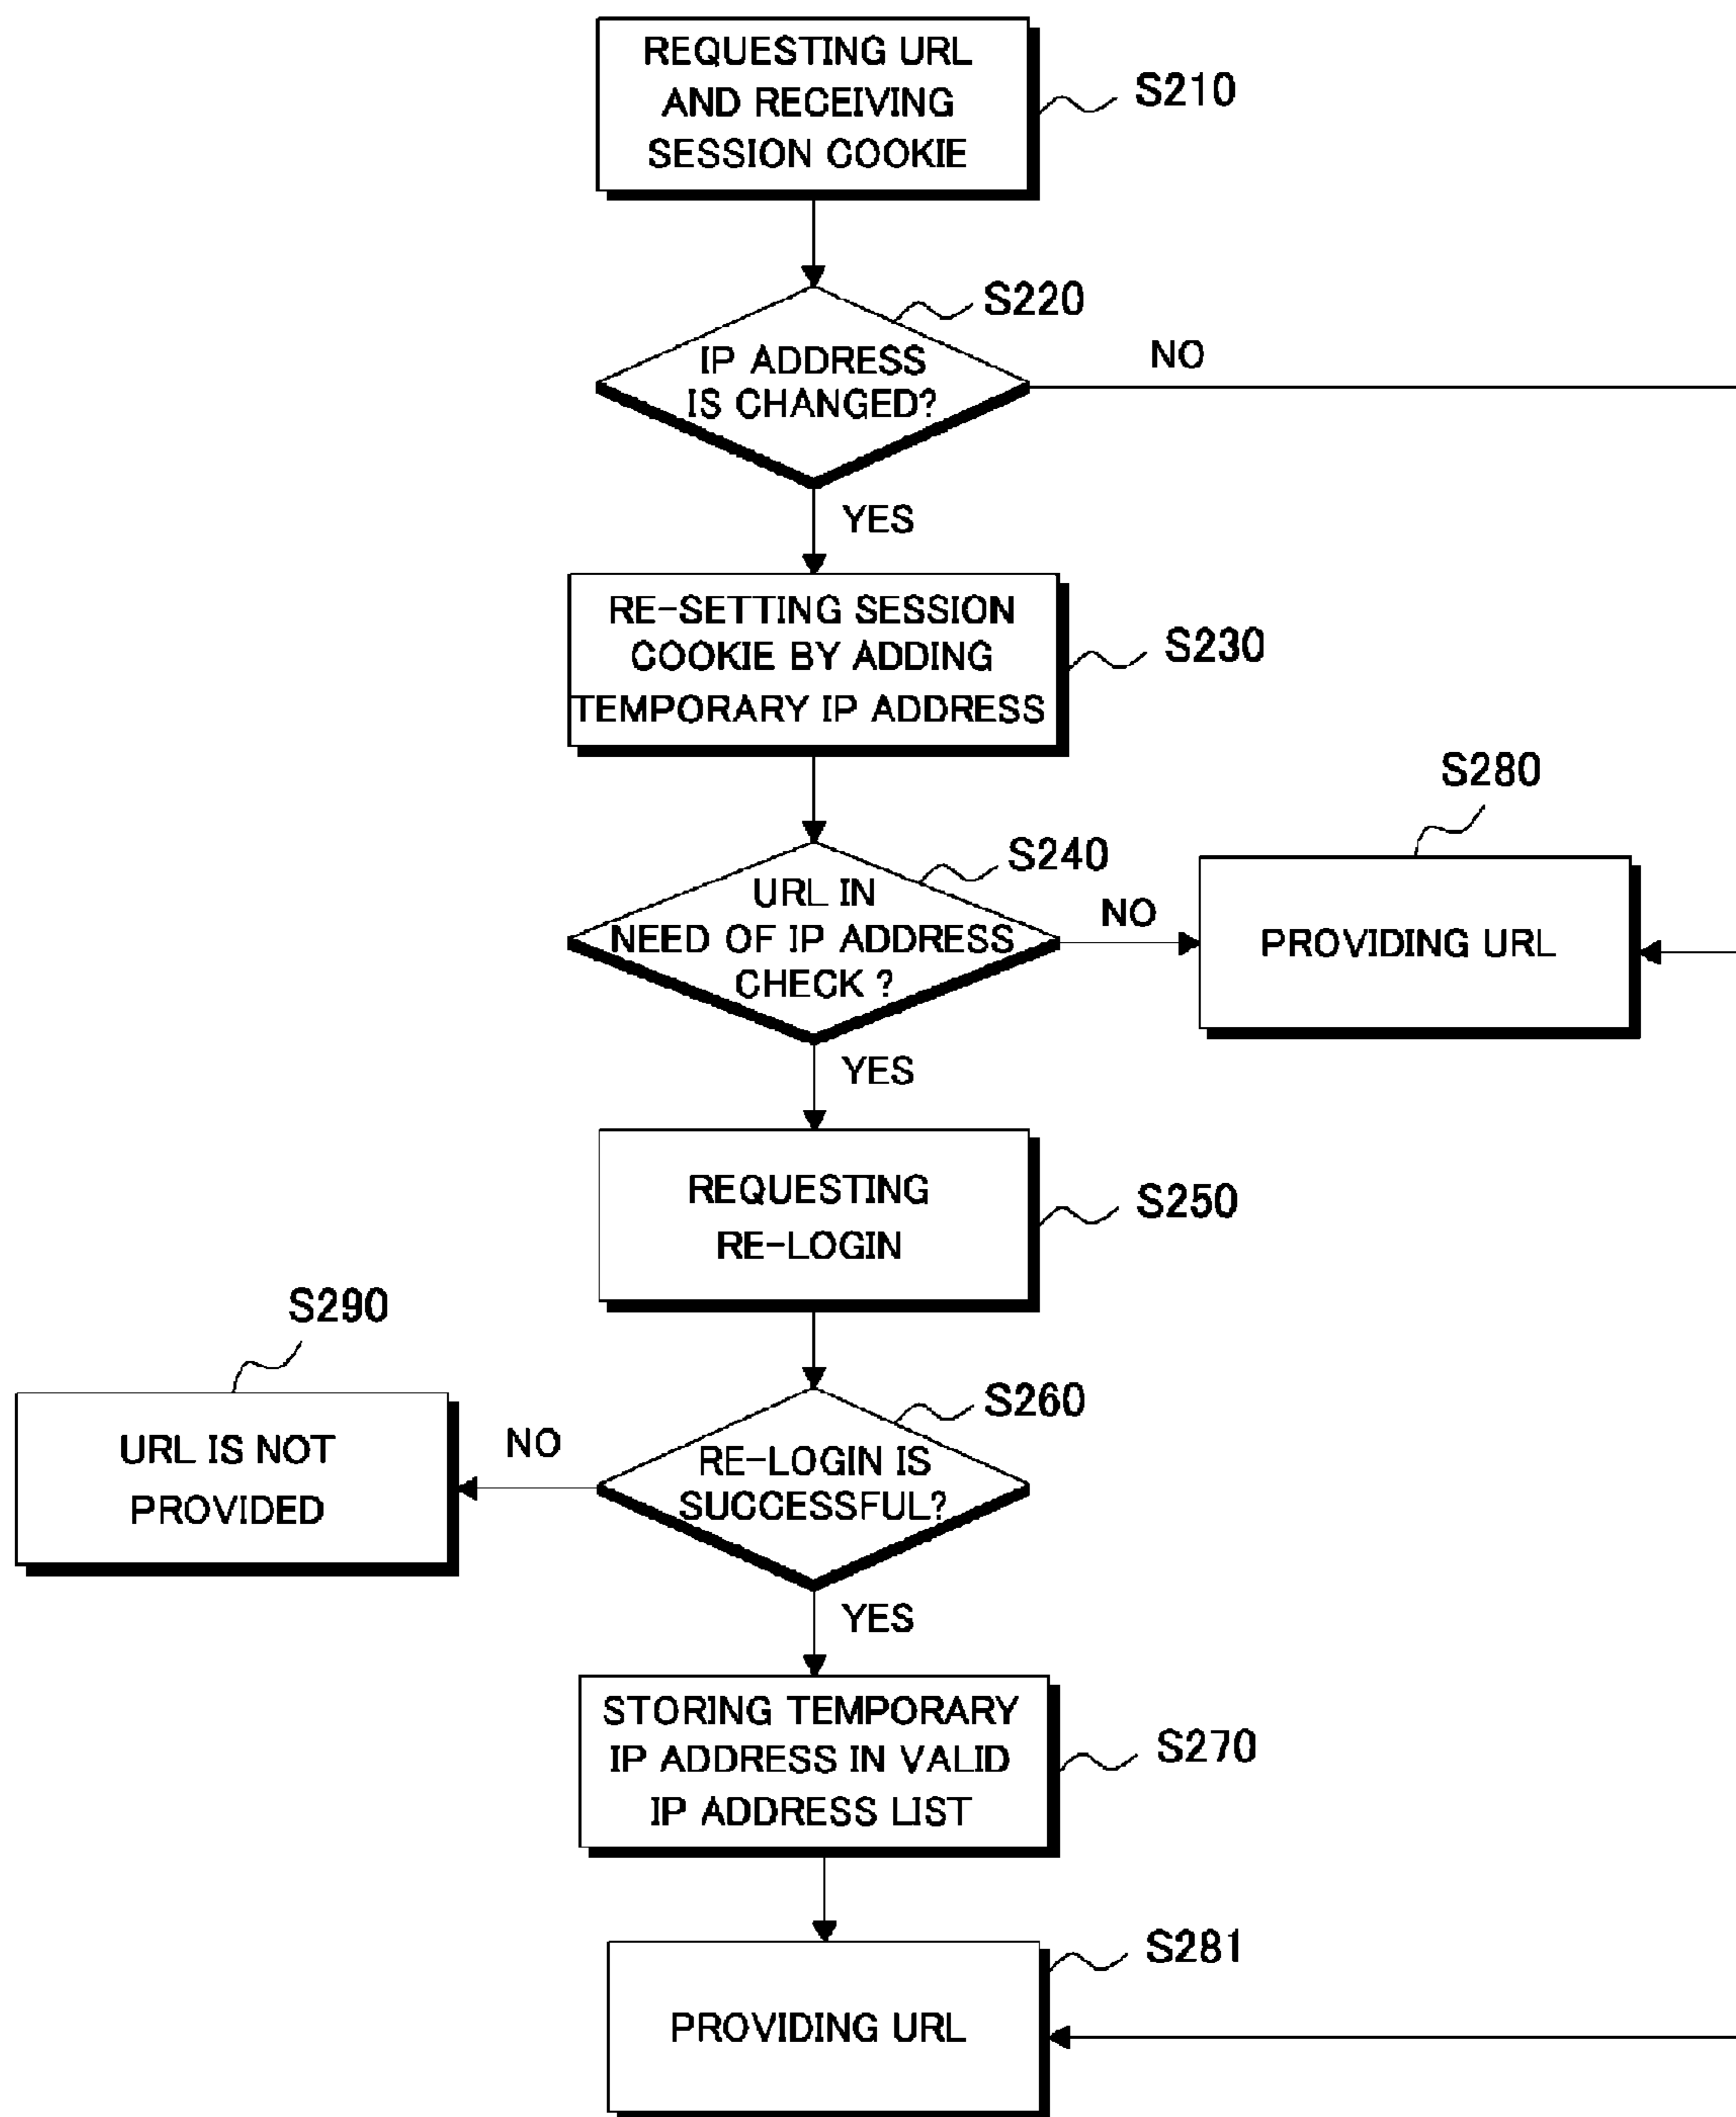 REQUESTING URL
AND RECEIVING
SESSION COOKIE
S210
S220
IP ADDRESS
IS CHANGED?
NO
YES
RE-SETTING SESSION
COOKIE BY ADDING
TEMPORARY IP ADDRESS
S230
S240
URL IN
NEED OF IP ADDRESS
CHECK ?
NO
S280
PROVIDING URL
YES
REQUESTING
RE-LOGIN
S250
S260
RE-LOGIN IS
SUCCESSFUL?
NO
S290
URL IS NOT
PROVIDED
YES
STORING TEMPORARY
IP ADDRESS IN VALID
IP ADDRESS LIST
S270
S281
PROVIDING URL